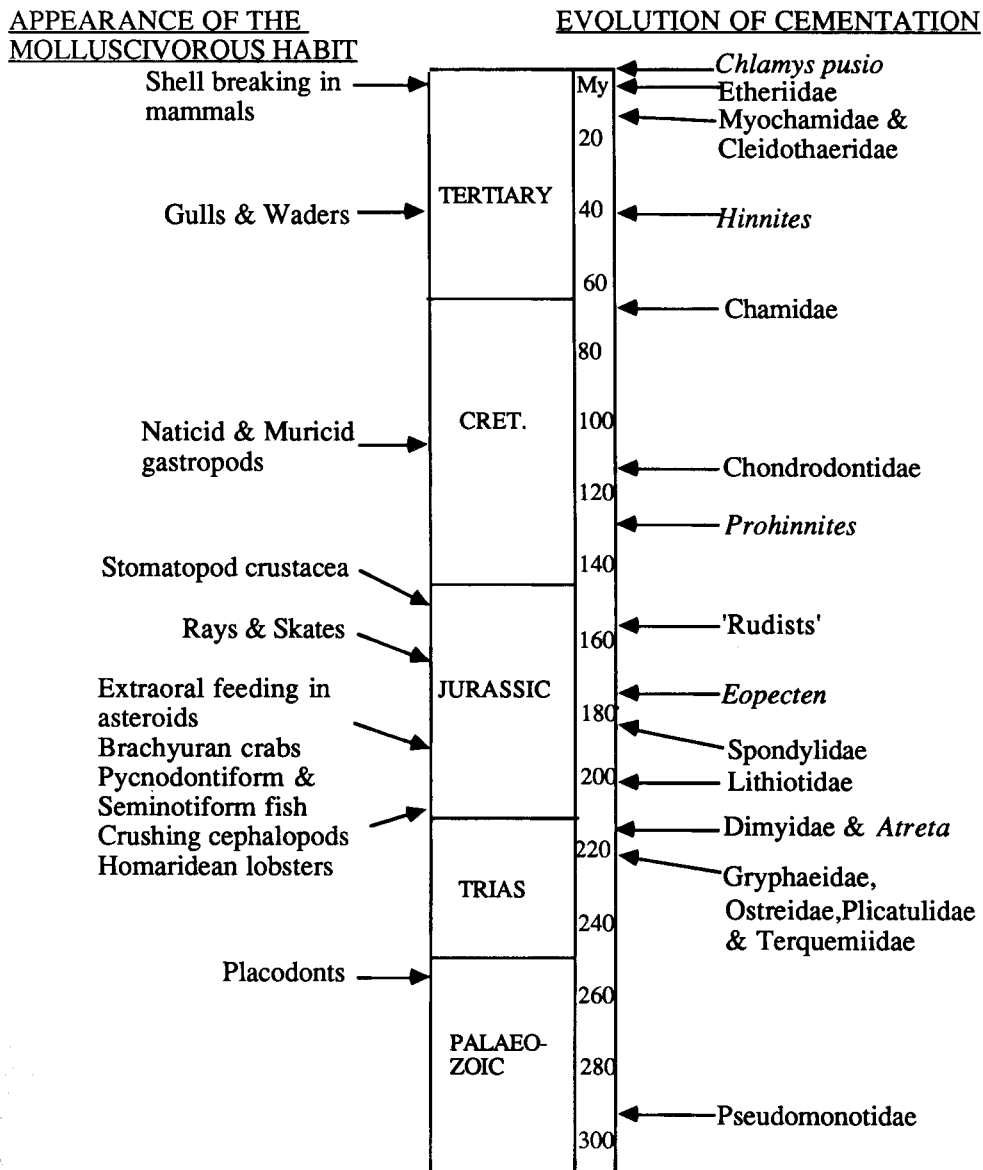 APPEARANCE OF THE
MOLLUSCIVOROUS HABIT
Shell breaking in
mammals
Gulls & Waders
Naticid & Muricid
gastropods
Stomatopod crustacea
Rays & Skates
Extraoral feeding in
asteroids
Brachyuran crabs
Pycnodontiform &
Seminotiform fish
Crushing cephalopods
Homaridean lobsters
Placodonts
TERTIARY
CRET.
JURASSIC
TRIAS
PALAEO-
ZOIC
My
20
40
60
80
100
120
140
160
180
200
220
240
260
280
300
EVOLUTION OF CEMENTATION
Chlamys pusio
Etheriidae
Myochamidae &
Cleidothaeridae
Hinnites
Chamidae
Chondrodontidae
Prohinnites
'Rudists'
Eopecten
Spondylidae
Lithiotidae
Dimyidae & Atreta
Gryphaeidae,
Ostreidae,Plicatulidae
& Terquemiidae
Pseudomonotidae